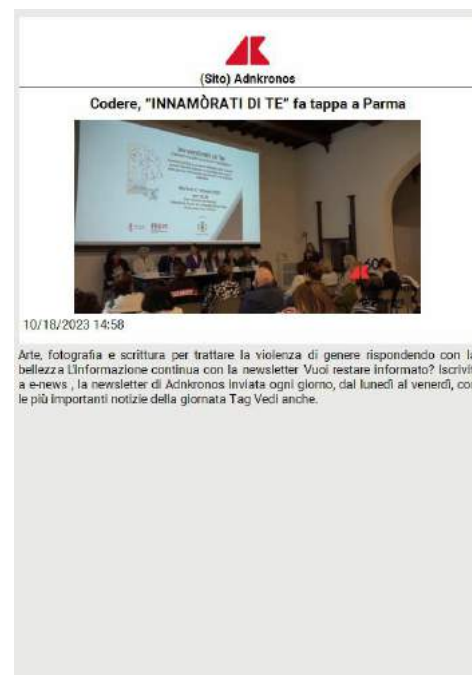 (Sito) Adnkronos
Codere, "INNAMÒRATI DI TE" fa tappa a Parma
10/18/2023 14:58
Arte, fotografia e scrittura per trattare la violenza di genere rispondendo con la
bellezza L'informazione continua con la newsletter Vuoi restare informato? Iscrivit
a e-news , la newsletter di Adnkronos inviata ogni giorno, dal lunedì al venerdì, con
le più importanti notizie della giornata Tag Vedi anche.